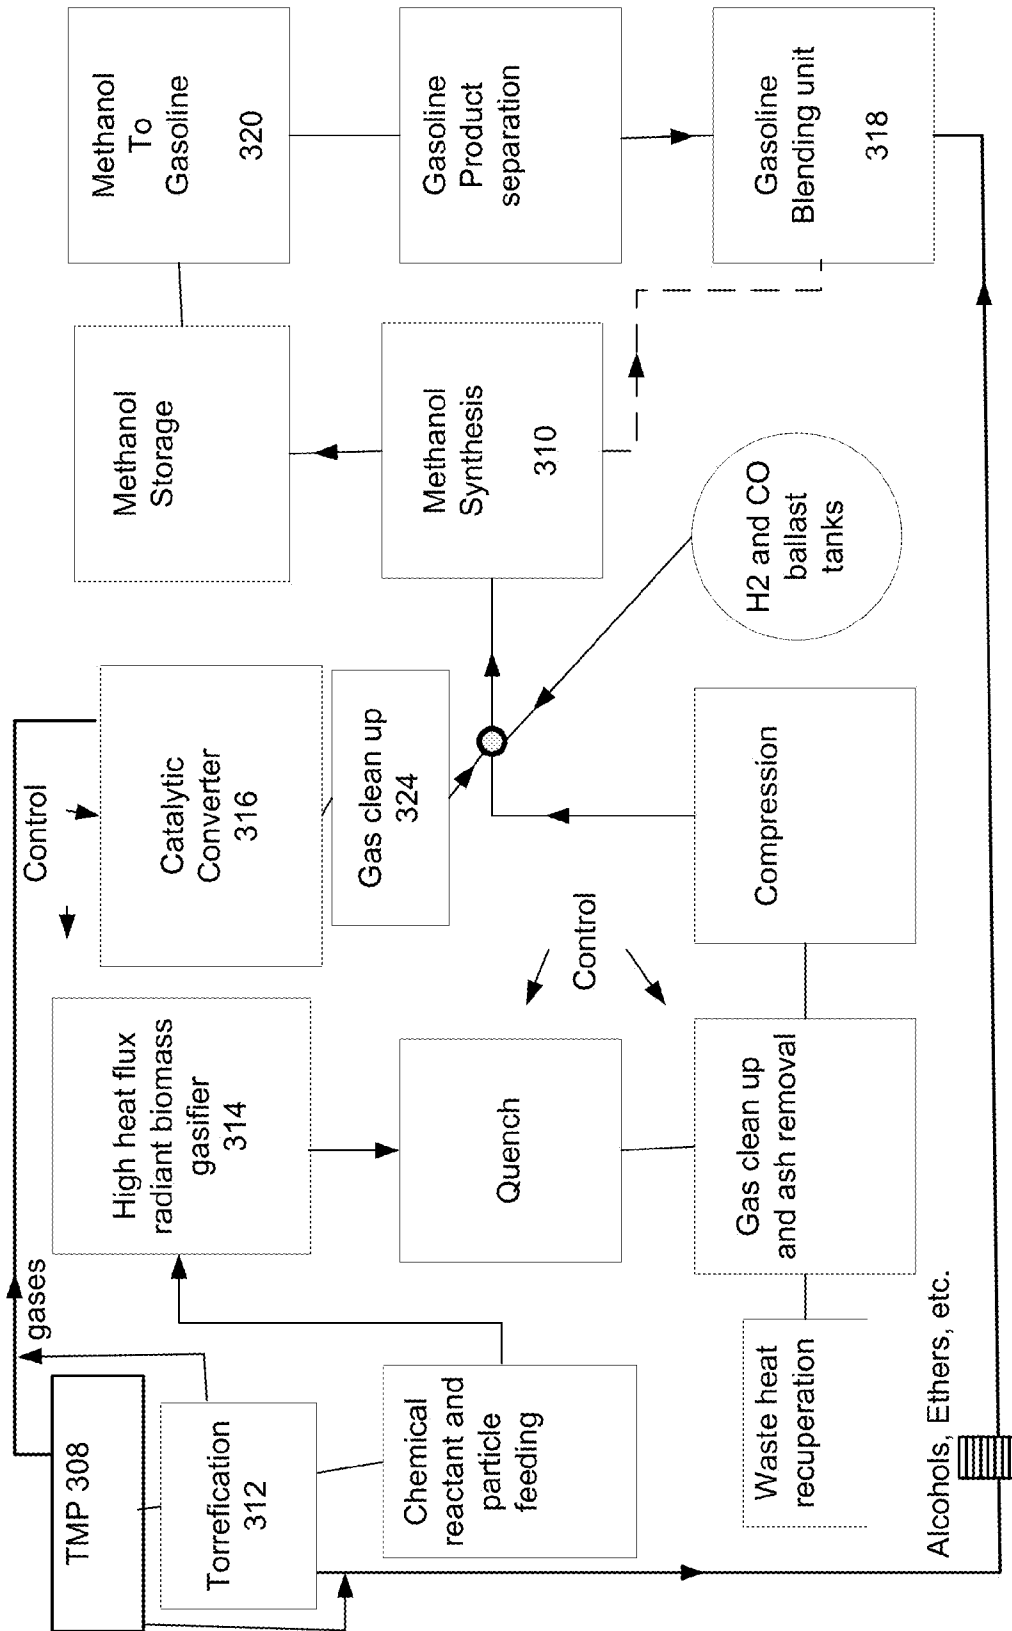 TMP 308
gases
Torrefication
312
Chemical
reactant and
particle
feeding
Waste heat
recuperation
Alcohols, Ethers, etc.
High heat flux
radiant biomass
gasifier
314
Quench
Gas clean up
and ash removal
Control
Control
Catalytic
Converter
316
Gas clean up
324
Compression
H2 and CO
ballast
tanks
Methanol
Storage
Methanol
Synthesis
310
Methanol
To
Gasoline
320
Gasoline
Product
separation
Gasoline
Blending unit
318